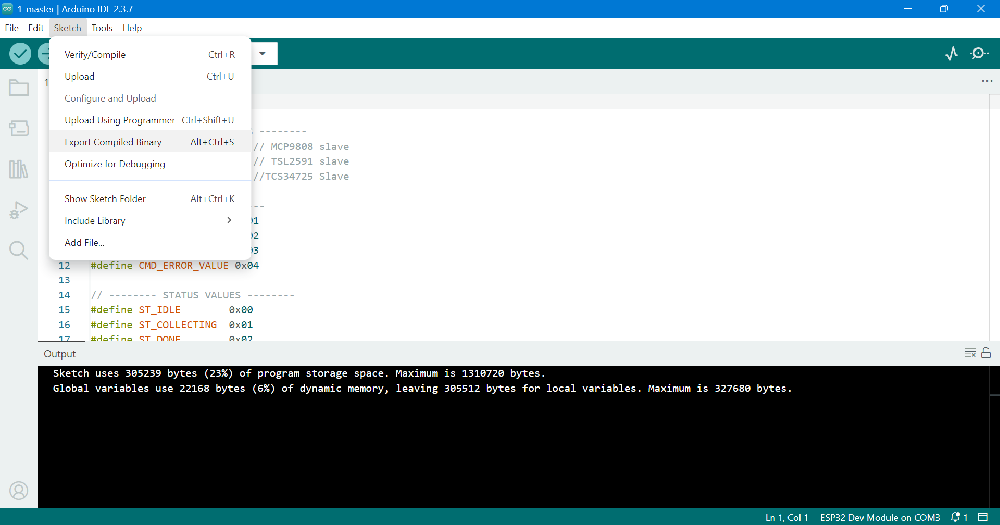 1_master | Arduino IDE 2.3.7
File Edit Sketch Tools Help
Verify/Compile Ctrl+R
Upload Ctrl+U
1
Configure and Upload
Upload Using Programmer Ctrl+Shift+U
--------
Export Compiled Binary Alt+Ctrl+S
// MCP9808 slave
Optimize for Debugging
// TSL2591 slave
//TCS34725 Slave
Show Sketch Folder Alt+Ctrl+K
--
Include Library
1
2
Add File...
3
12 #define CMD_ERROR_VALUE 0x04
13
14 // -------- STATUS VALUES --------
15 #define ST_IDLE 0x00
16 #define ST_COLLECTING 0x01
17 #define ST_DONE 0x02
Output
Sketch uses 305239 bytes (23%) of program storage space. Maximum is 1310720 bytes.
Global variables use 22168 bytes (6%) of dynamic memory, leaving 305512 bytes for local variables. Maximum is 327680 bytes.
Ln 1, Col 1 ESP32 Dev Module on COM3 1